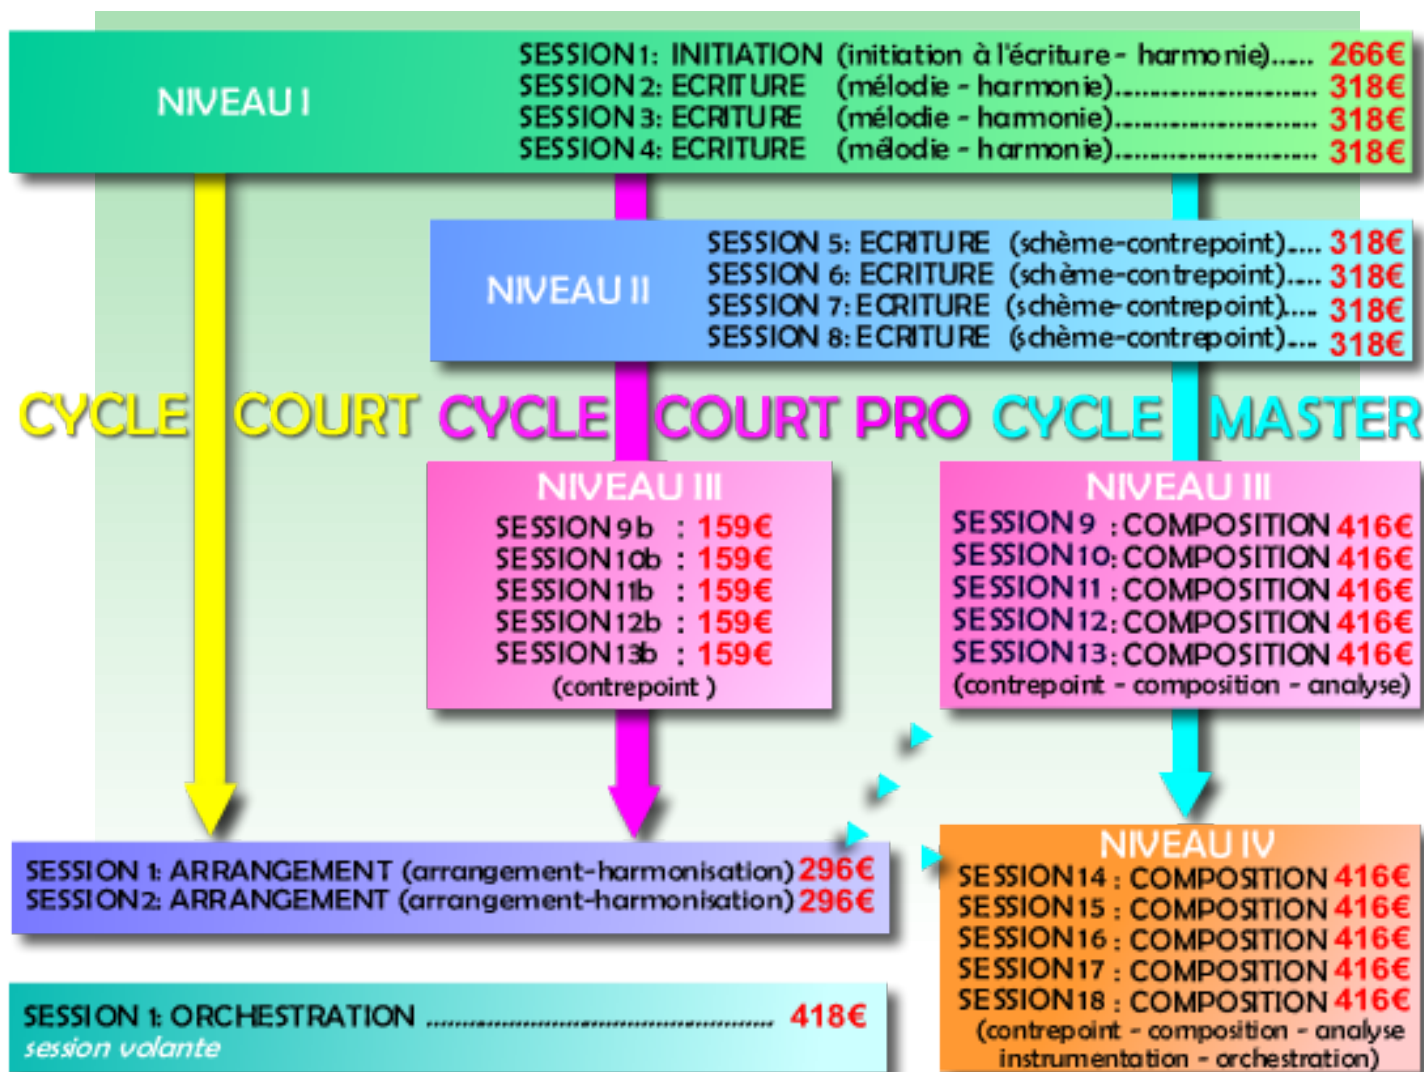 NIVEAU I
SESSION 1: INITIATION (initiation à l'écriture - harmonie)...... 266€
SESSION 2: ECRITURE (mélodie - harmonie).............................. 318€
SESSION 3: ECRITURE (mélodie - harmonie).............................. 318€
SESSION 4: ECRITURE (mélodie - harmonie).............................. 318€
NIVEAU II
SESSION 5: ECRITURE (schème-contrepoint)..... 318€
SESSION 6: ECRITURE (schème-contrepoint)..... 318€
SESSION 7: ECRITURE (schème-contrepoint)..... 318€
SESSION 8: ECRITURE (schème-contrepoint)..... 318€
CYCLE COURT
CYCLE COURT PRO
CYCLE MASTER
NIVEAU III
SESSION 9b : 159€
SESSION 10b : 159€
SESSION 11b : 159€
SESSION 12b : 159€
SESSION 13b : 159€
(contrepoint )
NIVEAU III
SESSION 9 : COMPOSITION 416€
SESSION 10: COMPOSITION 416€
SESSION 11 : COMPOSITION 416€
SESSION 12: COMPOSITION 416€
SESSION 13: COMPOSITION 416€
(contrepoint - composition - analyse)
SESSION 1: ARRANGEMENT (arrangement-harmonisation) 296€
SESSION 2: ARRANGEMENT (arrangement-harmonisation) 296€
NIVEAU IV
SESSION 14 : COMPOSITION 416€
SESSION 15 : COMPOSITION 416€
SESSION 16 : COMPOSITION 416€
SESSION 17 : COMPOSITION 416€
SESSION 18 : COMPOSITION 416€
(contrepoint - composition - analyse
instrumentation - orchestration)
SESSION 1: ORCHESTRATION .................................................... 418€
session volante